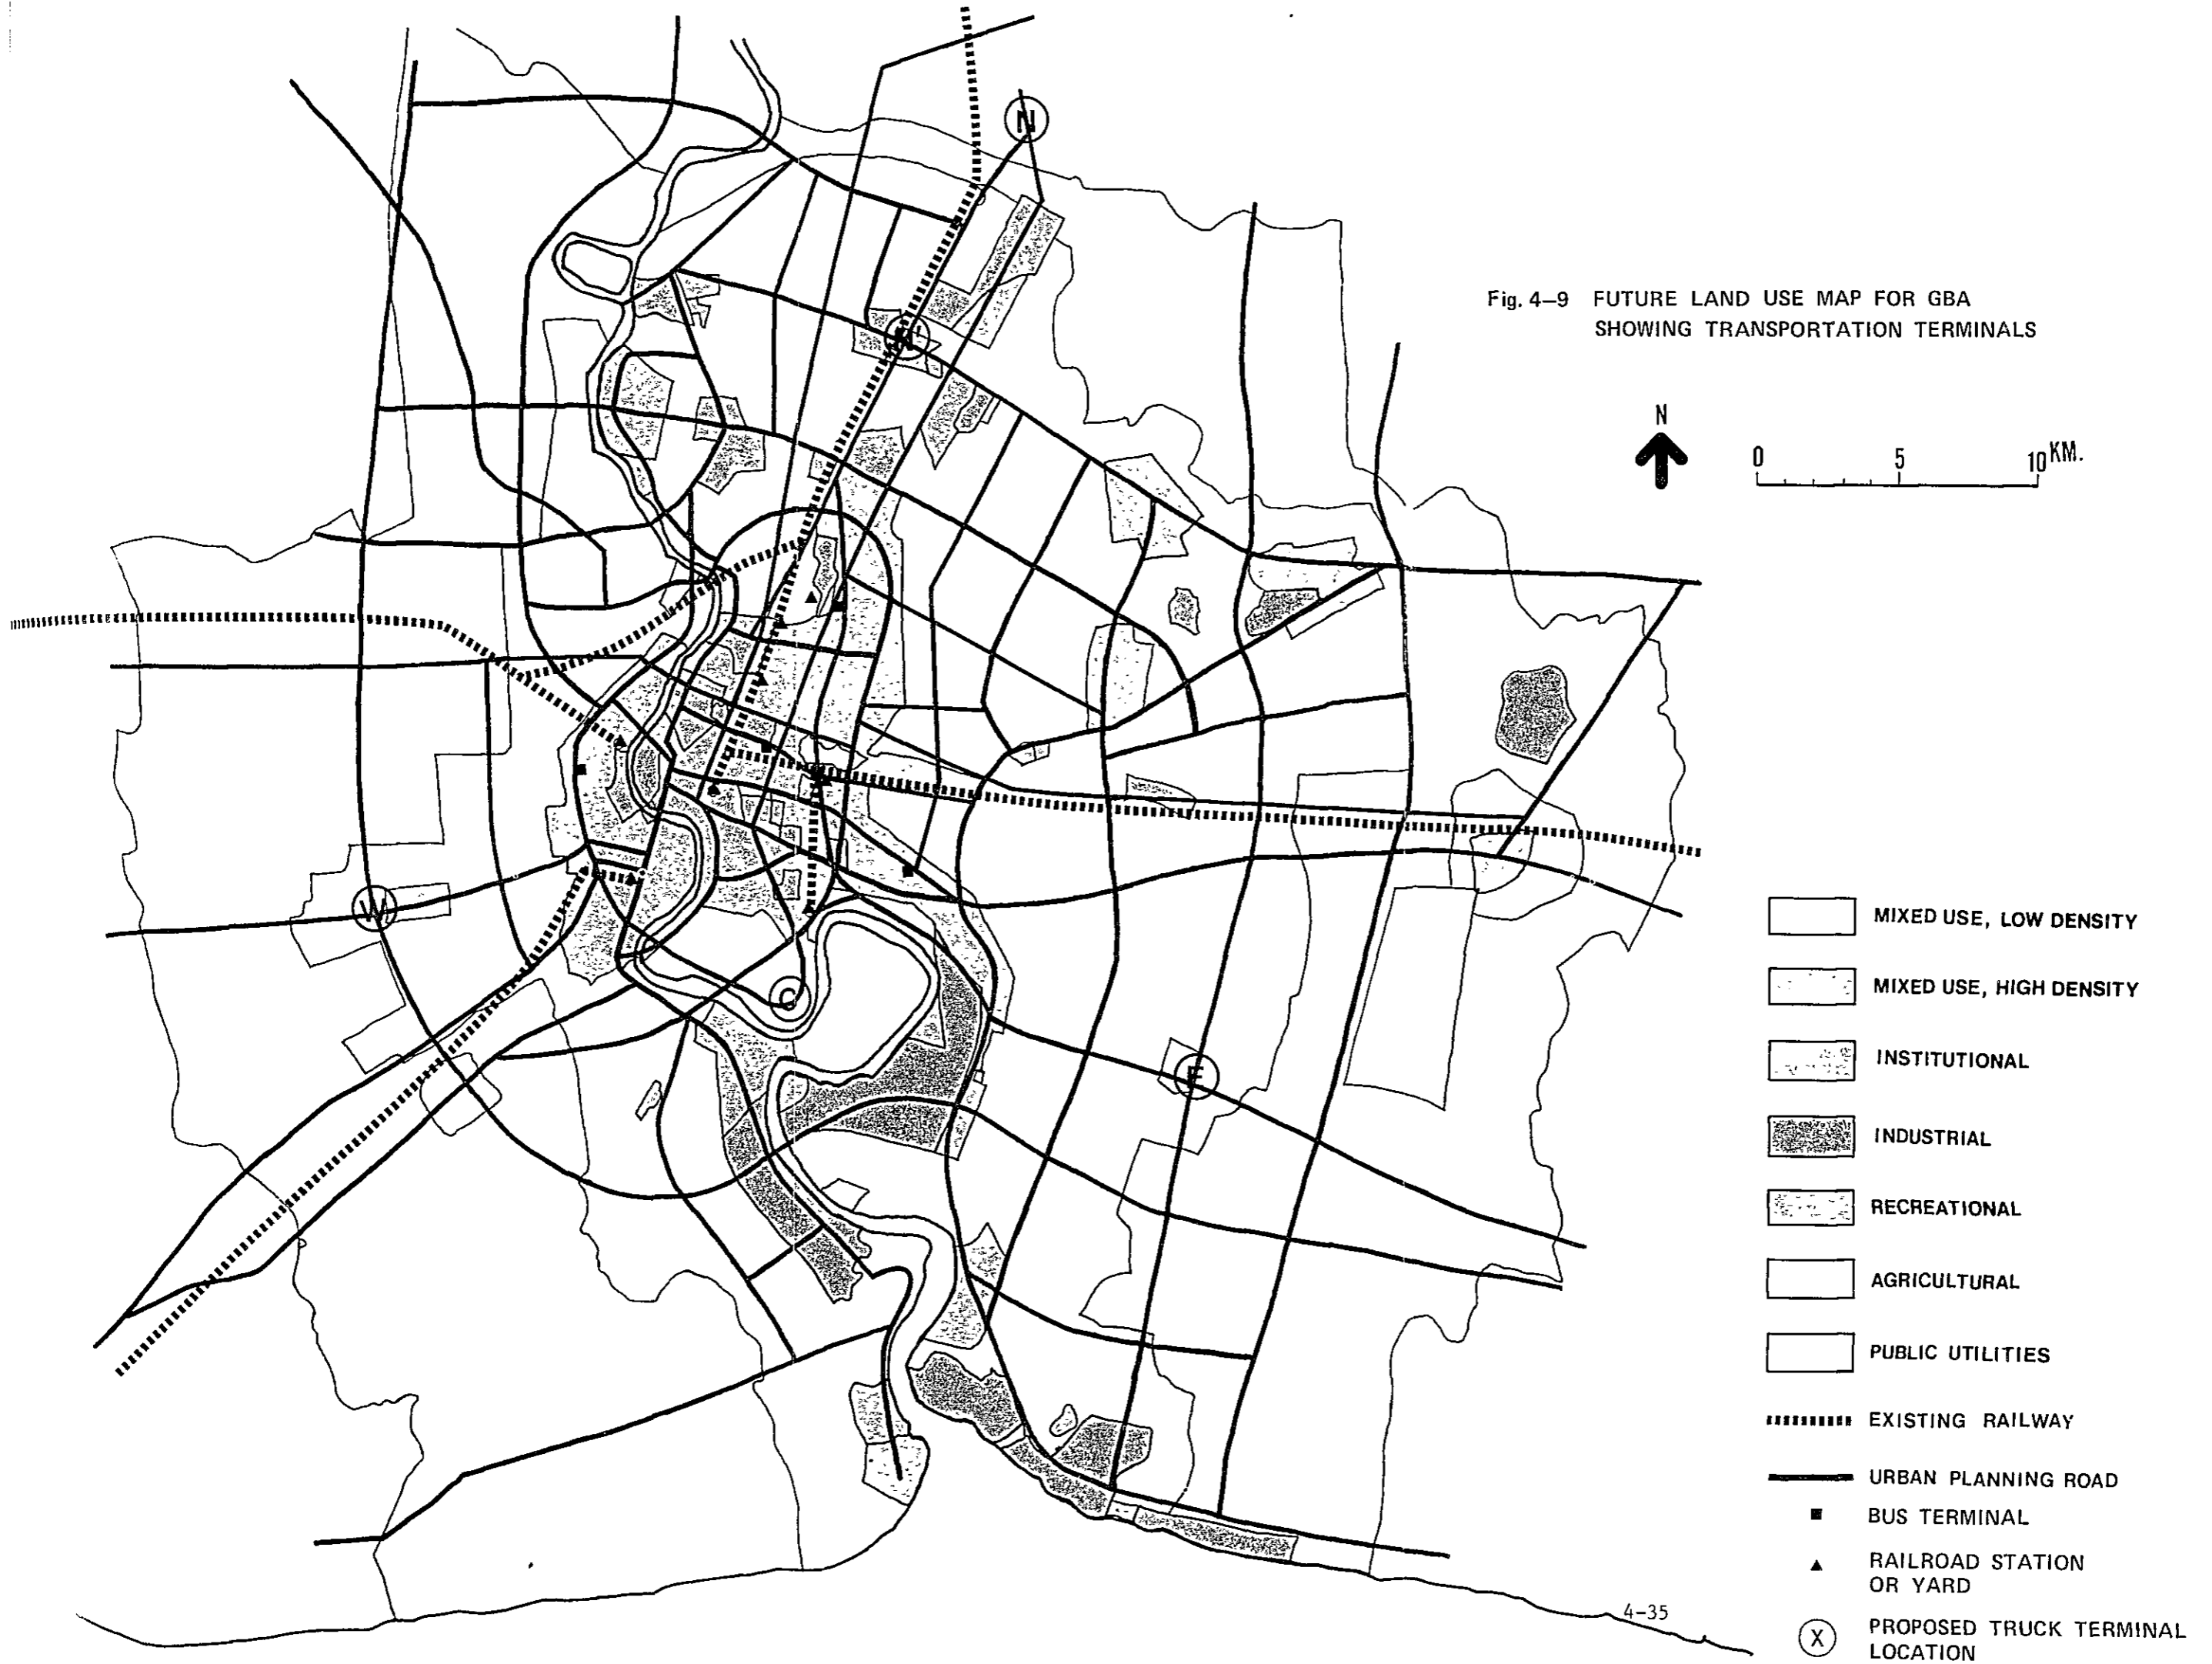 N
Fig. 4-9 FUTURE LAND USE MAP FOR GBA
SHOWING TRANSPORTATION TERMINALS
N
0 5 10 KM.
W
C
E
MIXED USE, LOW DENSITY
MIXED USE, HIGH DENSITY
INSTITUTIONAL
INDUSTRIAL
RECREATIONAL
AGRICULTURAL
PUBLIC UTILITIES
EXISTING RAILWAY
URBAN PLANNING ROAD
BUS TERMINAL
RAILROAD STATION
OR YARD
4-35
X PROPOSED TRUCK TERMINAL
LOCATION